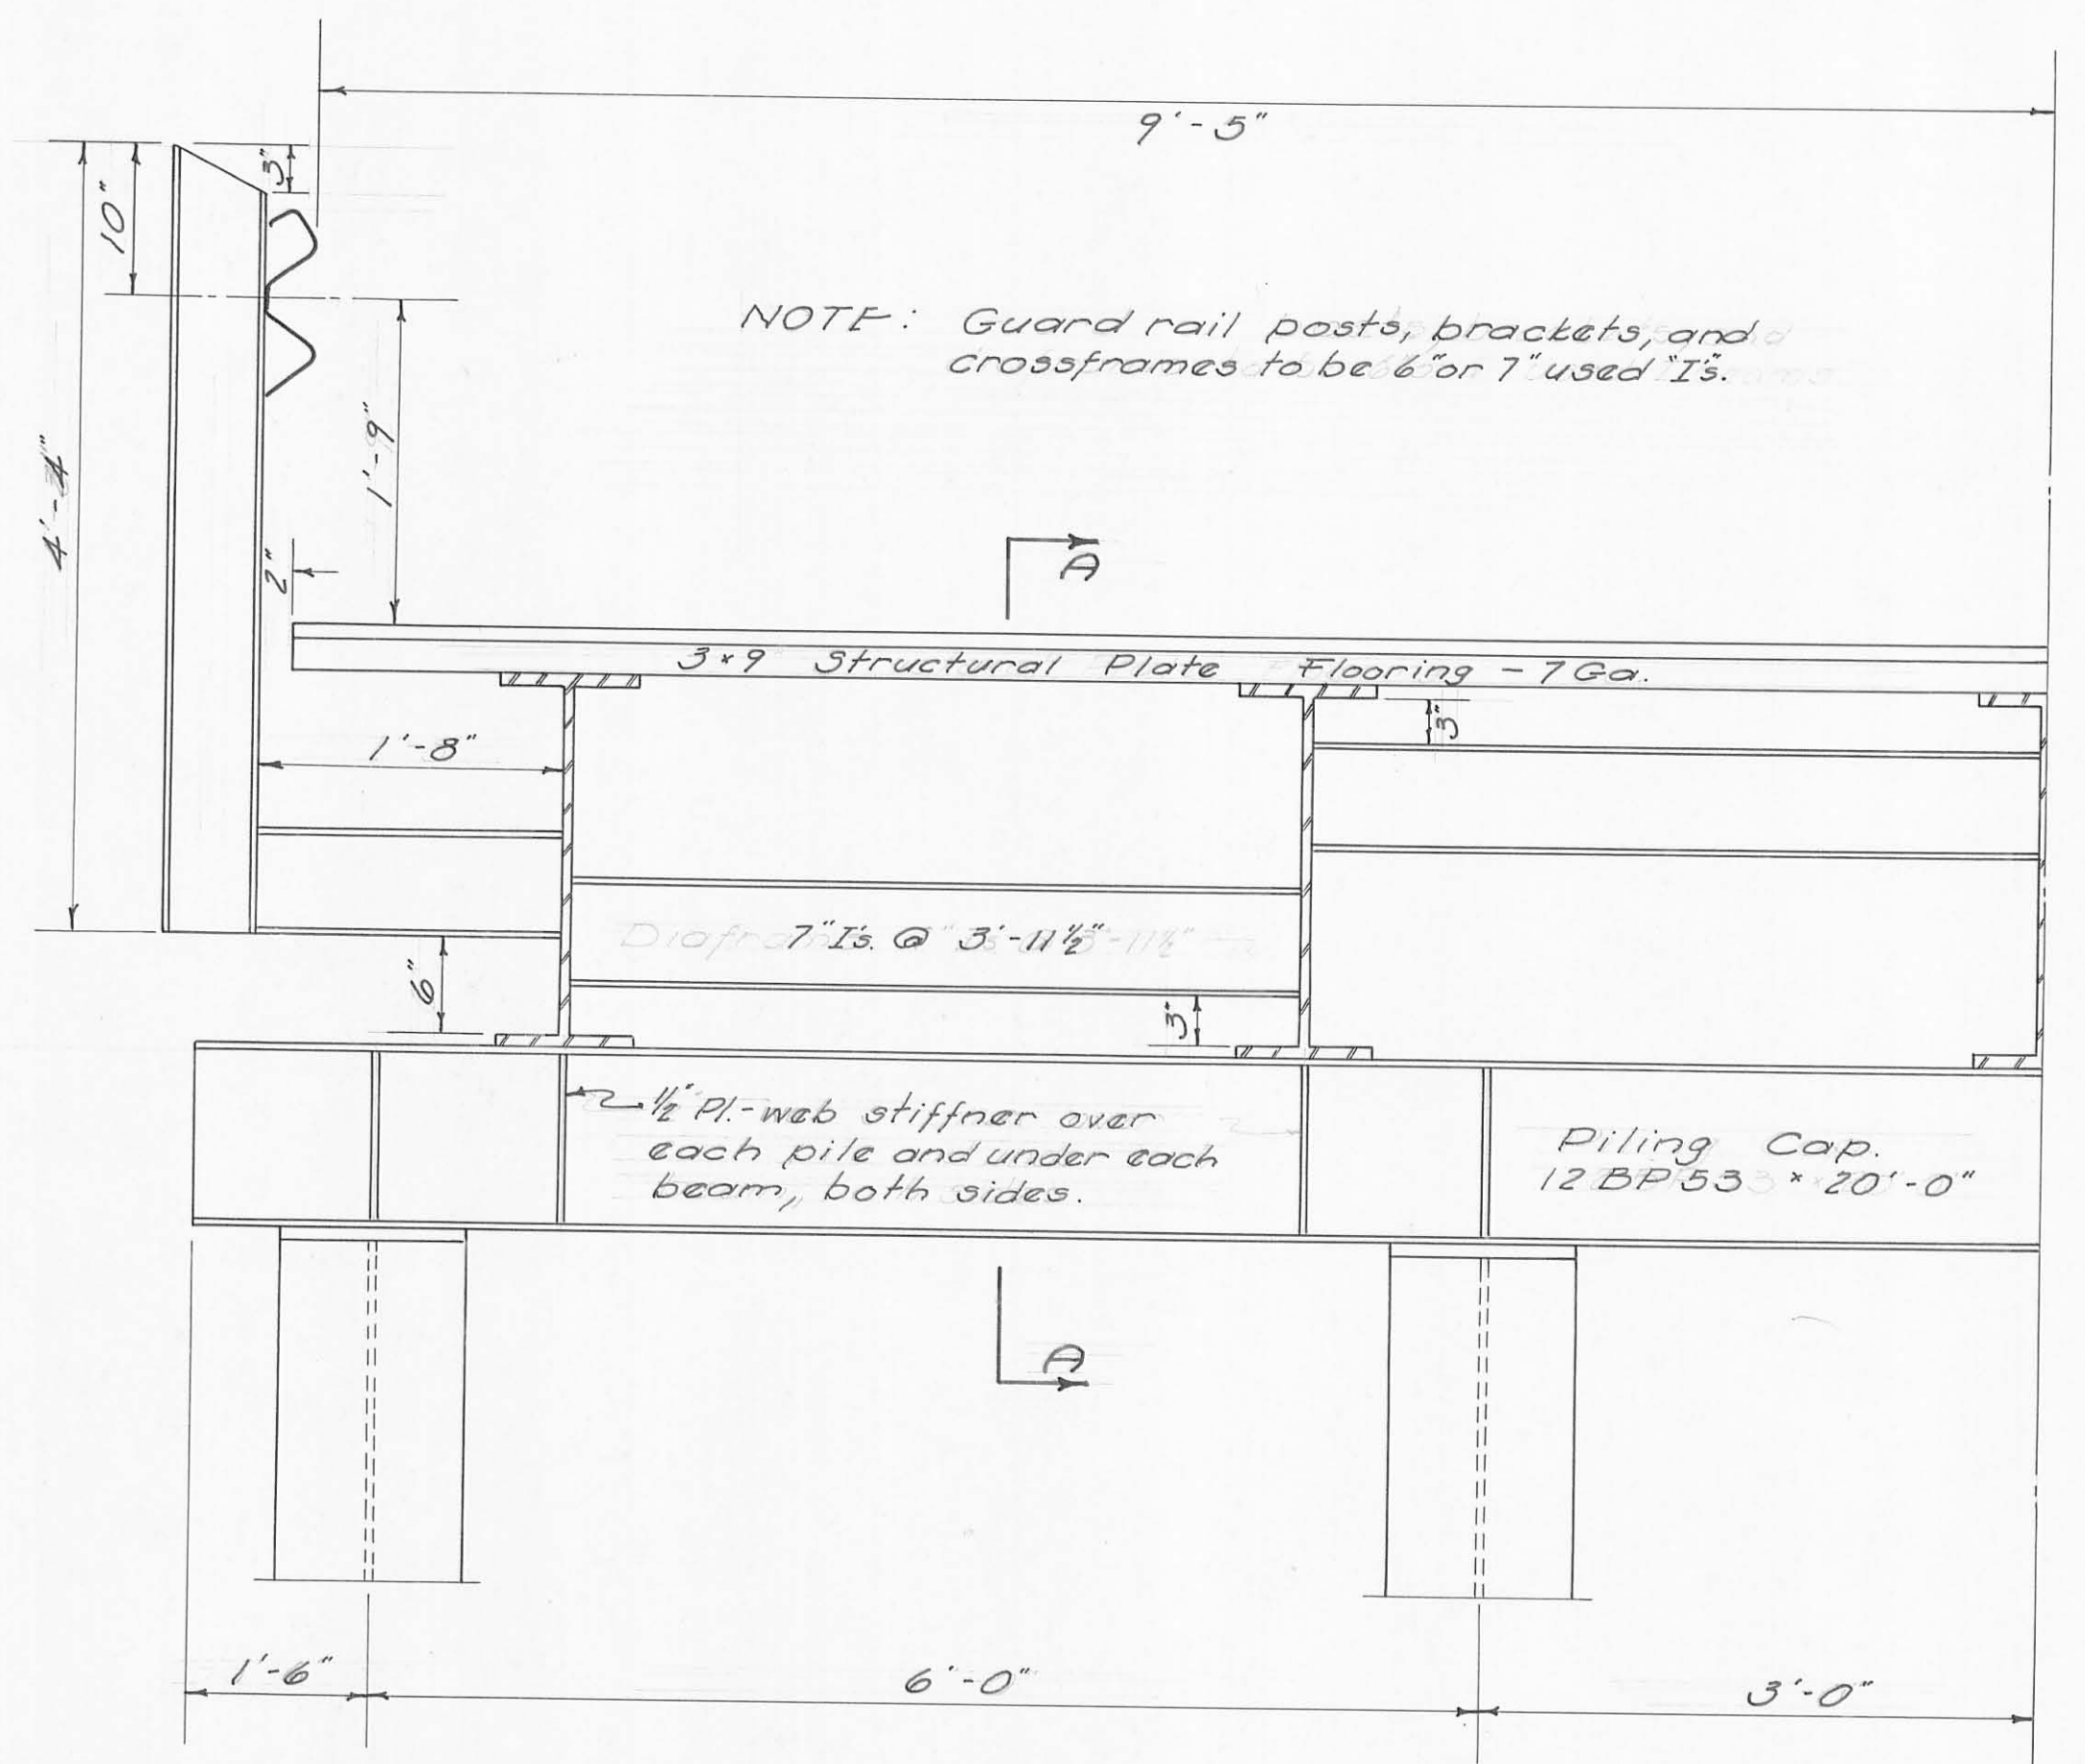 9'-5"
3"
10"
NOTE: Guard rail posts, brackets, and
crossframes to be 6" or 7" used "I's".
1'-9"
4'-4"
2"
A
3x9 Structural Plate Flooring - 7 Ga.
3"
1'-8"
7" I's. @ 3'-11½"
6"
3"
½" Pl.-web stiffner over
each pile and under each
beam, both sides.
Piling Cap.
12 BP 53 x 20'-0"
A
1'-6"
6'-0"
3'-0"